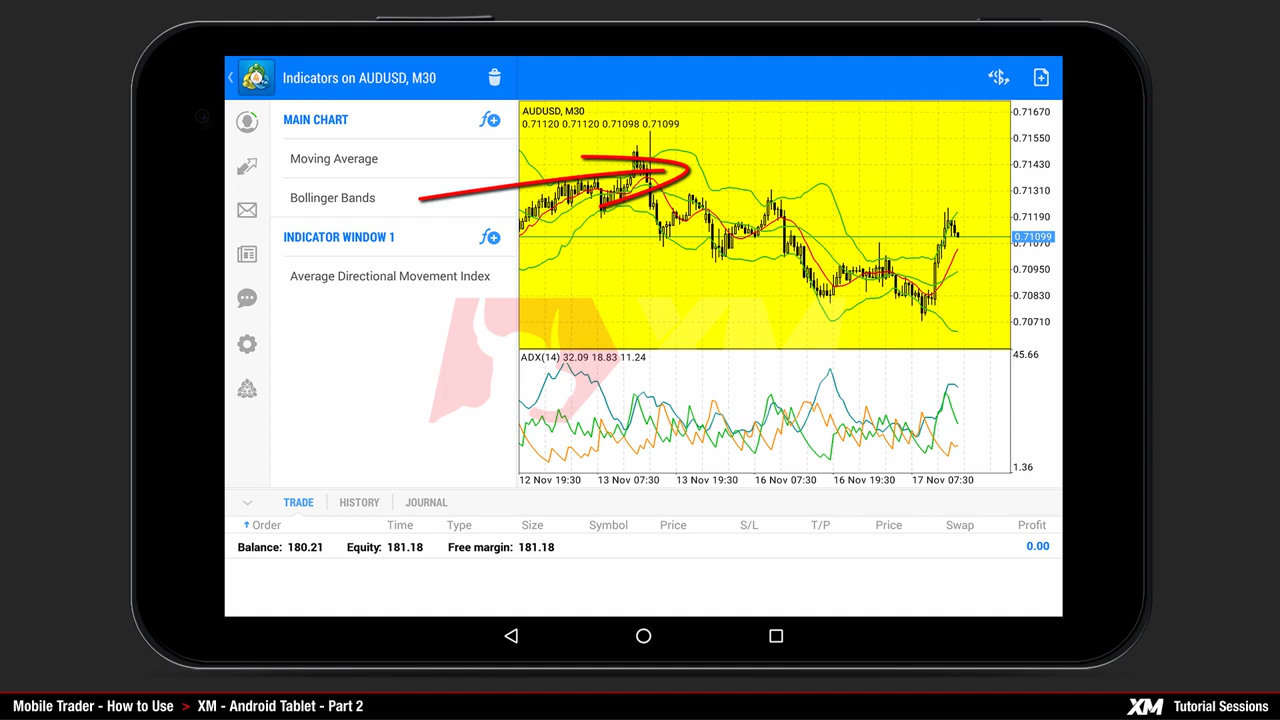 Indicators on AUDUSD, M30
MAIN CHART
Moving Average
Bollinger Bands
INDICATOR WINDOW 1
Average Directional Movement Index
AUDUSD, M30
0.71120 0.71120 0.71098 0.71099
0.71670
0.71550
0.71430
0.71310
0.71190
0.71099
0.71070
0.70950
0.70830
0.70710
XM
ADX(14) 32.09 18.83 11.24
45.66
1.36
12 Nov 19:30 13 Nov 07:30 13 Nov 19:30 16 Nov 07:30 16 Nov 19:30 17 Nov 07:30
TRADE HISTORY JOURNAL
Order Time Type Size Symbol Price S/L T/P Price Swap Profit
Balance: 180.21 Equity: 181.18 Free margin: 181.18 0.00
Mobile Trader - How to Use > XM - Android Tablet - Part 2
XM Tutorial Sessions